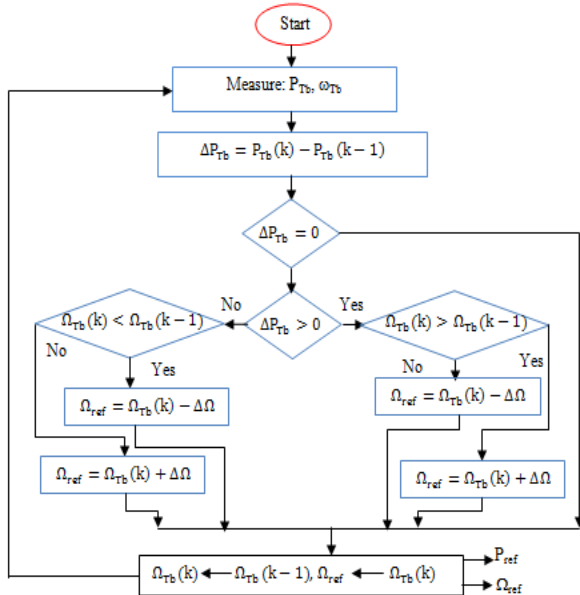 Start
Measure: P_Tb, ω_Tb
ΔP_Tb = P_Tb(k) − P_Tb(k−1)
ΔP_Tb = 0
No
Yes
Ω_Tb(k) < Ω_Tb(k−1)
ΔP_Tb > 0
Ω_Tb(k) > Ω_Tb(k−1)
No
Yes
No
Yes
Ω_ref = Ω_Tb(k) − ΔΩ
Ω_ref = Ω_Tb(k) − ΔΩ
Ω_ref = Ω_Tb(k) + ΔΩ
Ω_ref = Ω_Tb(k) + ΔΩ
P_ref
Ω_Tb(k) ← Ω_Tb(k−1), Ω_ref ← Ω_Tb(k)
Ω_ref